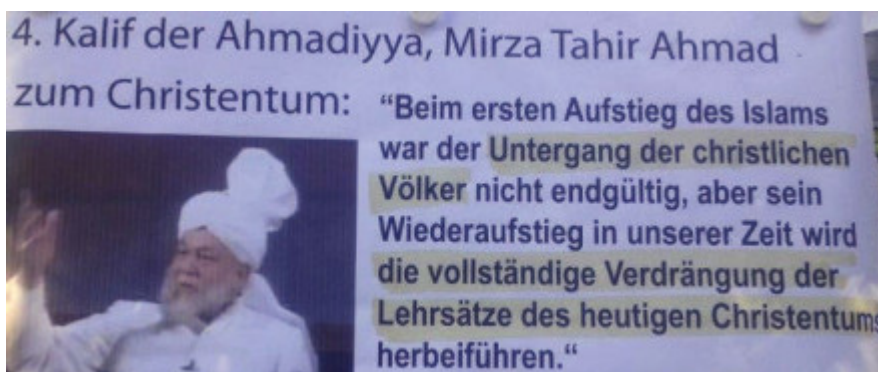 4. Kalif der Ahmadiyya, Mirza Tahir Ahmad
zum Christentum:
“Beim ersten Aufstieg des Islams
war der Untergang der christlichen
Völker nicht endgültig, aber sein
Wiederaufstieg in unserer Zeit wird
die vollständige Verdrängung der
Lehrsätze des heutigen Christentums
herbeiführen.“